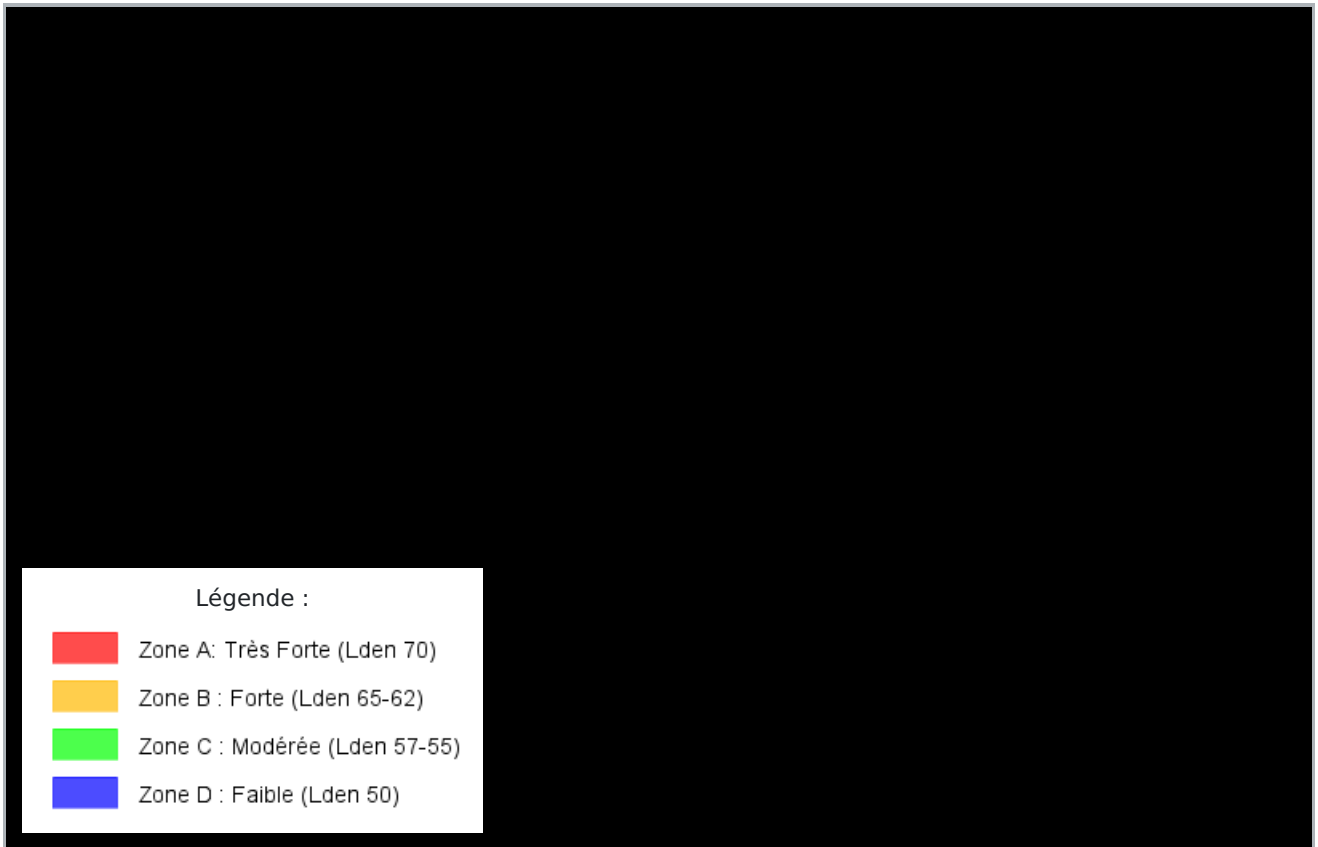 Légende :
Zone A: Très Forte (Lden 70)
Zone B : Forte (Lden 65-62)
Zone C : Modérée (Lden 57-55)
Zone D : Faible (Lden 50)